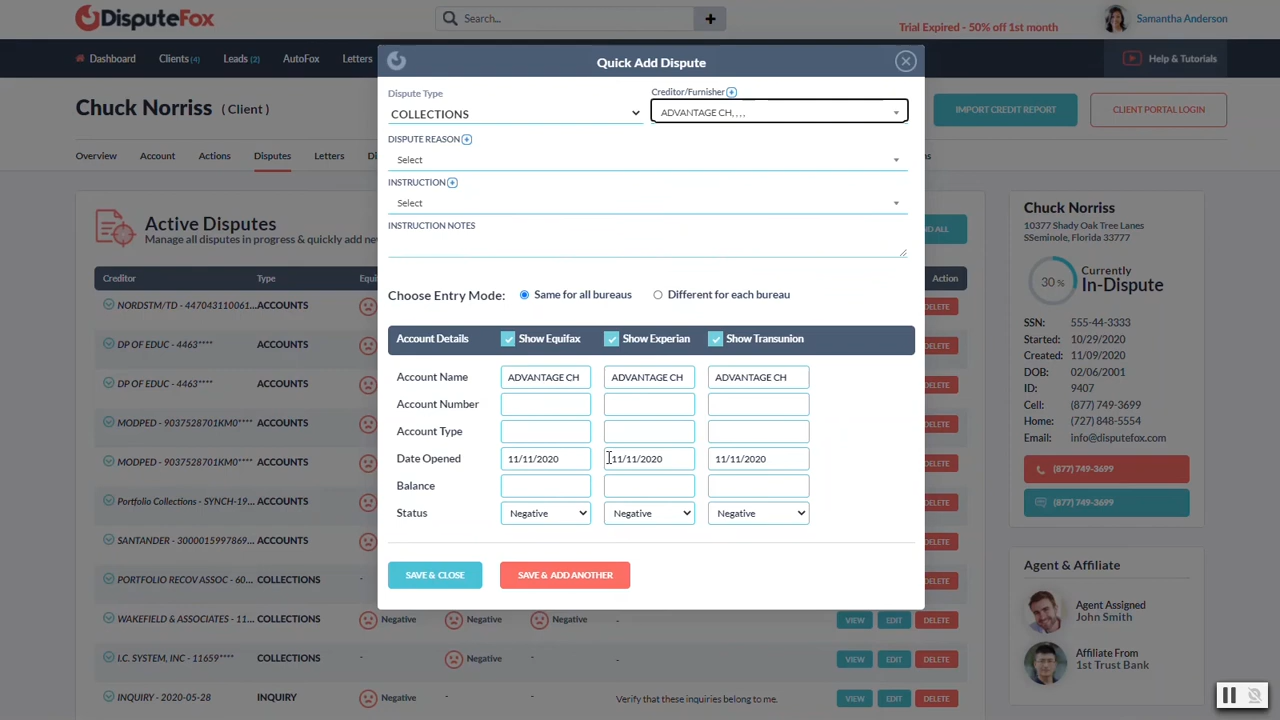 DisputeFox
Search...
Trial Expired - 50% off 1st month
Samantha Anderson
Dashboard
Clients (4)
Leads (2)
AutoFox
Letters
Help & Tutorials
Chuck Norriss (Client)
IMPORT CREDIT REPORT
CLIENT PORTAL LOGIN
Overview
Account
Actions
Disputes
Letters
Active Disputes
Manage all disputes in progress & quickly add
Creditor
Type
Action
NORDSTM/TD - 447043110061...
ACCOUNTS
DELETE
DP OF EDUC - 4463****
ACCOUNTS
DELETE
DP OF EDUC - 4463****
ACCOUNTS
DELETE
MODPED - 9037528701KM0****
ACCOUNTS
DELETE
MODPED - 9037528701KM0****
ACCOUNTS
DELETE
Portfolio Collections - SYNCH-19...
ACCOUNTS
DELETE
SANTANDER - 3000015997869...
ACCOUNTS
DELETE
PORTFOLIO RECOV ASSOC - 60...
COLLECTIONS
DELETE
WAKEFIELD & ASSOCIATES - 11...
COLLECTIONS
Negative
Negative
Negative
-
VIEW
EDIT
DELETE
I.C. SYSTEM, INC - 11659****
COLLECTIONS
-
Negative
-
-
VIEW
EDIT
DELETE
INQUIRY - 2020-05-28
INQUIRY
Negative
-
-
Verify that these inquiries belong to me.
VIEW
EDIT
DELETE
Quick Add Dispute
Dispute Type
COLLECTIONS
Creditor/Furnisher
ADVANTAGE CH, , , ,
DISPUTE REASON
Select
INSTRUCTION
Select
INSTRUCTION NOTES
Choose Entry Mode:
Same for all bureaus
Different for each bureau
Account Details
Show Equifax
Show Experian
Show Transunion
Account Name
ADVANTAGE CH
ADVANTAGE CH
ADVANTAGE CH
Account Number
Account Type
Date Opened
11/11/2020
11/11/2020
11/11/2020
Balance
Status
Negative
Negative
Negative
SAVE & CLOSE
SAVE & ADD ANOTHER
Chuck Norriss
10377 Shady Oak Tree Lanes
SSeminole, Florida 33777
30 %
Currently
In-Dispute
SSN: 555-44-3333
Started: 10/29/2020
Created: 11/09/2020
DOB: 02/06/2001
ID: 9407
Cell: (877) 749-3699
Home: (727) 848-5554
Email: info@disputefox.com
(877) 749-3699
(877) 749-3699
Agent & Affiliate
Agent Assigned
John Smith
Affiliate From
1st Trust Bank